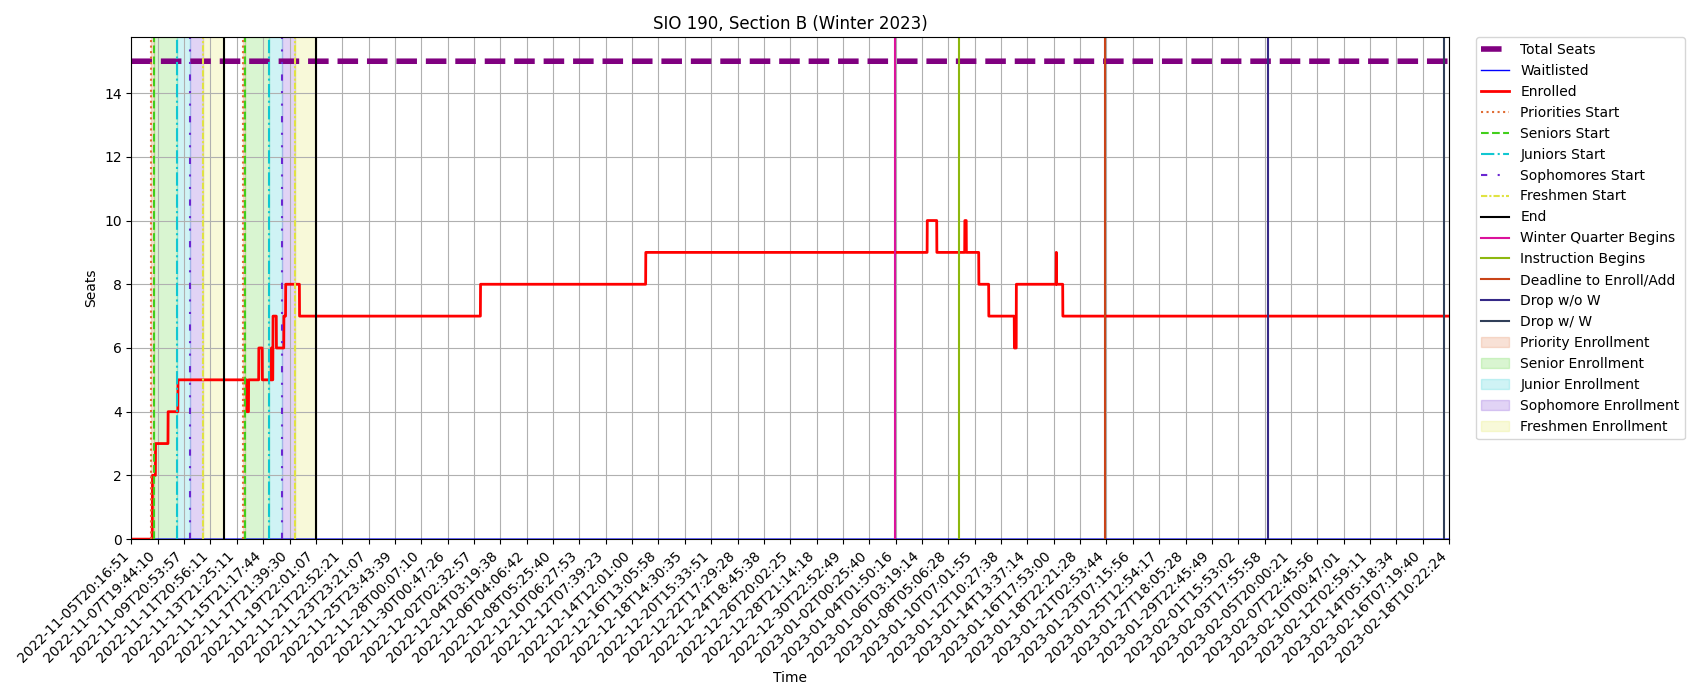 SIO 190, Section B (Winter 2023)
Seats
14
12
10
8
6
4
2
0
2022-11-05T20:16:51
2022-11-07T19:44:10
2022-11-09T20:53:57
2022-11-11T20:56:11
2022-11-13T21:25:11
2022-11-15T21:17:44
2022-11-17T21:39:30
2022-11-19T22:01:07
2022-11-21T22:52:21
2022-11-23T23:21:07
2022-11-25T23:43:39
2022-11-28T00:07:10
2022-11-30T00:47:26
2022-12-02T02:32:57
2022-12-04T03:19:38
2022-12-06T04:06:42
2022-12-08T05:25:40
2022-12-10T06:27:53
2022-12-12T07:39:23
2022-12-14T12:01:00
2022-12-16T13:05:58
2022-12-18T14:30:35
2022-12-20T15:33:51
2022-12-22T17:29:28
2022-12-24T18:45:38
2022-12-26T20:02:25
2022-12-28T21:14:18
2022-12-30T22:52:49
2023-01-02T00:25:40
2023-01-04T01:50:16
2023-01-06T03:19:14
2023-01-08T05:06:28
2023-01-10T07:01:55
2023-01-12T10:27:38
2023-01-14T14:37:14
2023-01-16T17:53:00
2023-01-18T22:21:28
2023-01-21T02:53:44
2023-01-23T07:15:56
2023-01-25T12:54:17
2023-01-27T18:05:28
2023-01-29T22:45:49
2023-02-01T15:53:02
2023-02-03T17:55:58
2023-02-05T20:00:21
2023-02-07T22:45:56
2023-02-10T00:47:01
2023-02-12T02:59:11
2023-02-14T05:18:34
2023-02-16T07:19:40
2023-02-18T10:22:24
Time
Total Seats
Waitlisted
Enrolled
Priorities Start
Seniors Start
Juniors Start
Sophomores Start
Freshmen Start
End
Winter Quarter Begins
Instruction Begins
Deadline to Enroll/Add
Drop w/o W
Drop w/ W
Priority Enrollment
Senior Enrollment
Junior Enrollment
Sophomore Enrollment
Freshmen Enrollment